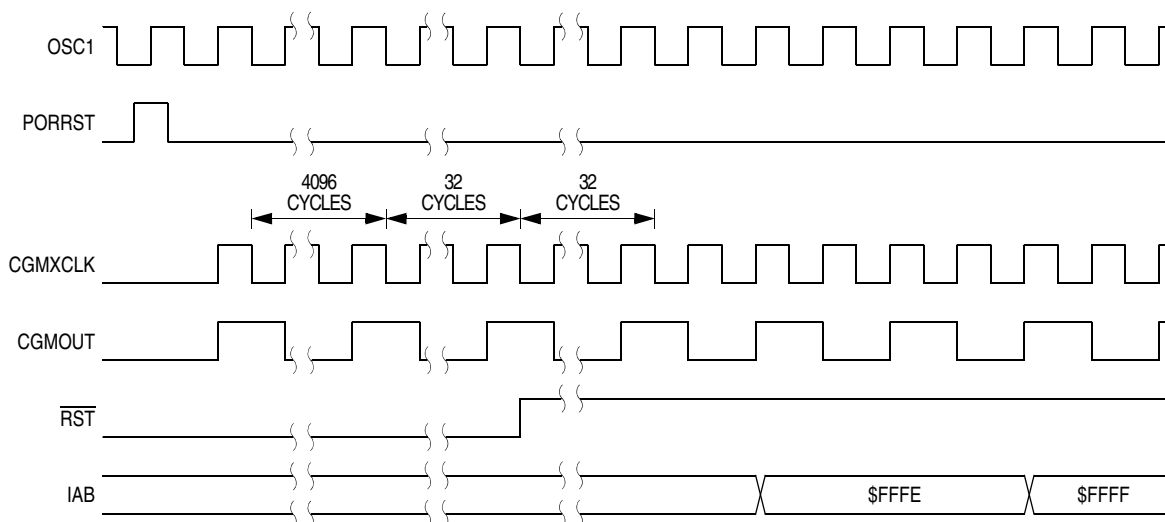 OSC1
PORRST
4096
CYCLES
32
CYCLES
32
CYCLES
CGMXCLK
CGMOUT
RST
IAB
$FFFE
$FFFF